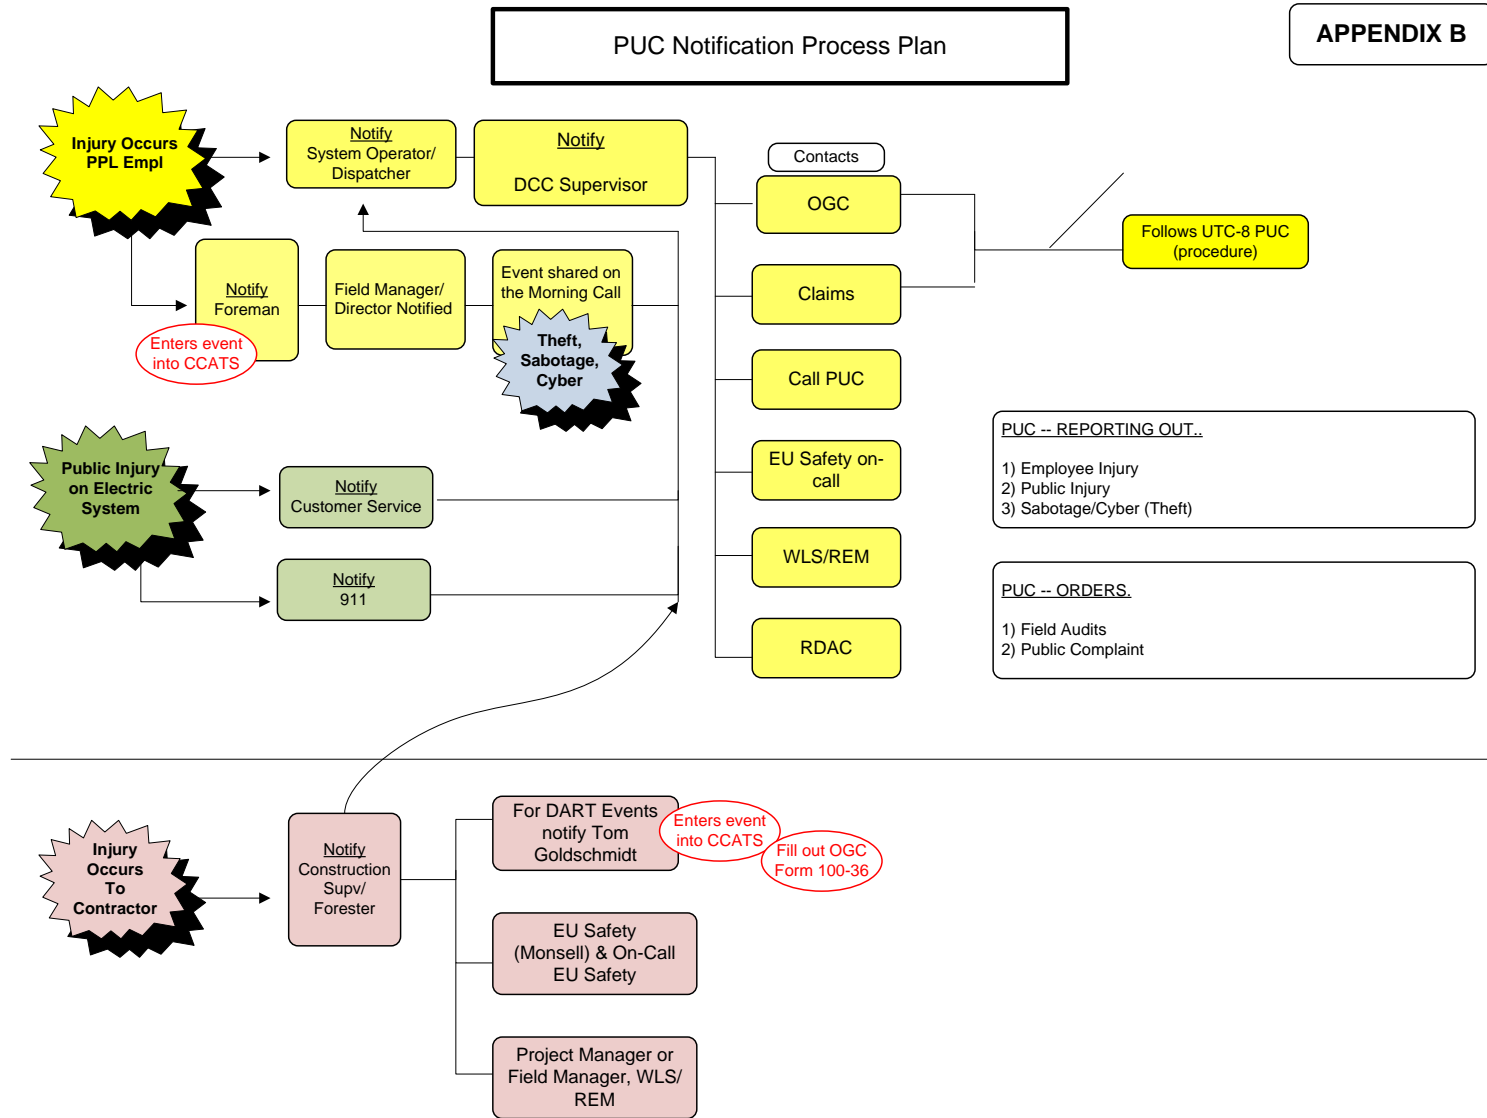 PUC Notification Process Plan
APPENDIX B
Injury Occurs
PPL Empl
Notify
System Operator/
Dispatcher
Notify
DCC Supervisor
Contacts
OGC
Follows UTC-8 PUC
(procedure)
Notify
Foreman
Enters event
into CCATS
Field Manager/
Director Notified
Event shared on
the Morning Call
Theft,
Sabotage,
Cyber
Claims
Call PUC
Public Injury
on Electric
System
Notify
Customer Service
Notify
911
EU Safety on-
call
WLS/REM
RDAC
PUC -- REPORTING OUT..
1) Employee Injury
2) Public Injury
3) Sabotage/Cyber (Theft)
PUC -- ORDERS.
1) Field Audits
2) Public Complaint
Injury
Occurs
To
Contractor
Notify
Construction
Supv/
Forester
For DART Events
notify Tom
Goldschmidt
Enters event
into CCATS
Fill out OGC
Form 100-36
EU Safety
(Monsell) & On-Call
EU Safety
Project Manager or
Field Manager, WLS/
REM